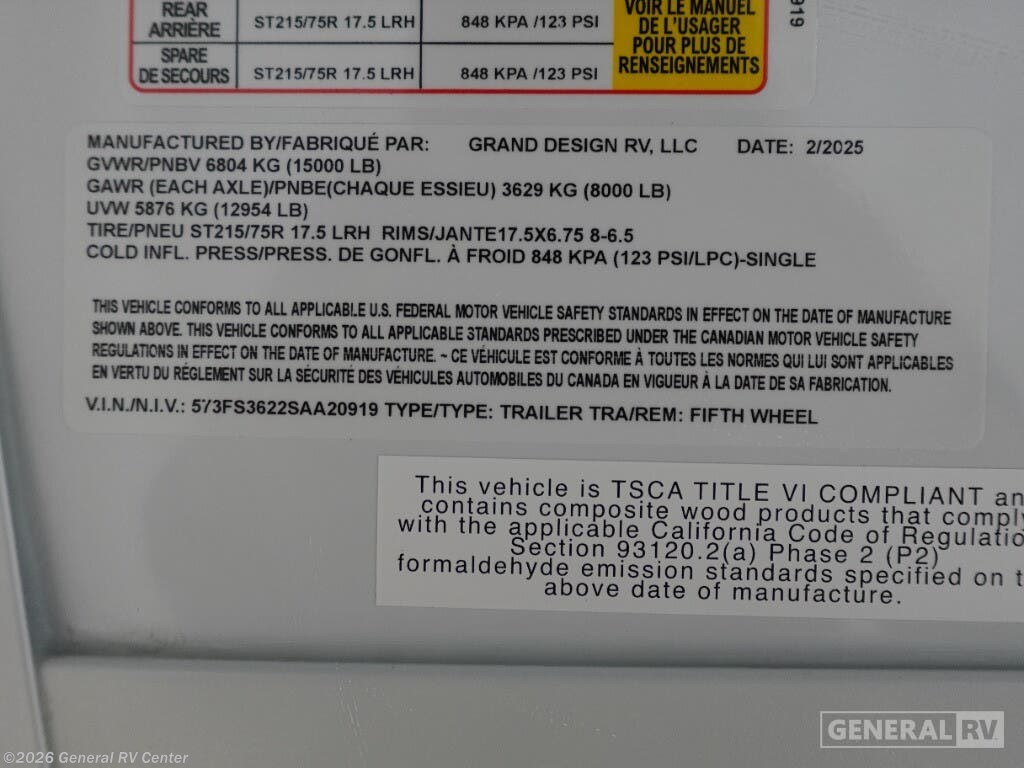 REAR
ARRIÈRE
ST215/75R 17.5 LRH
848 KPA /123 PSI
SPARE
DE SECOURS
ST215/75R 17.5 LRH
848 KPA /123 PSI
VOIR LE MANUEL
DE L'USAGER
POUR PLUS DE
RENSEIGNEMENTS
919
MANUFACTURED BY/FABRIQUÉ PAR: GRAND DESIGN RV, LLC DATE: 2/2025
GVWR/PNBV 6804 KG (15000 LB)
GAWR (EACH AXLE)/PNBE(CHAQUE ESSIEU) 3629 KG (8000 LB)
UVW 5876 KG (12954 LB)
TIRE/PNEU ST215/75R 17.5 LRH RIMS/JANTE17.5X6.75 8-6.5
COLD INFL. PRESS/PRESS. DE GONFL. À FROID 848 KPA (123 PSI/LPC)-SINGLE
THIS VEHICLE CONFORMS TO ALL APPLICABLE U.S. FEDERAL MOTOR VEHICLE SAFETY STANDARDS IN EFFECT ON THE DATE OF MANUFACTURE
SHOWN ABOVE. THIS VEHICLE CONFORMS TO ALL APPLICABLE STANDARDS PRESCRIBED UNDER THE CANADIAN MOTOR VEHICLE SAFETY
REGULATIONS IN EFFECT ON THE DATE OF MANUFACTURE. ~ CE VÉHICULE EST CONFORME À TOUTES LES NORMES QUI LUI SONT APPLICABLES
EN VERTU DU RÉGLEMENT SUR LA SÉCURITÉ DES VÉHICULES AUTOMOBILES DU CANADA EN VIGUEUR À LA DATE DE SA FABRICATION.
V.I.N./N.I.V.: 573FS3622SAA20919 TYPE/TYPE: TRAILER TRA/REM: FIFTH WHEEL
This vehicle is TSCA TITLE VI COMPLIANT an
contains composite wood products that comply
with the applicable California Code of Regulatio
Section 93120.2(a) Phase 2 (P2)
formaldehyde emission standards specified on t
above date of manufacture.
GENERAL RV
©2026 General RV Center